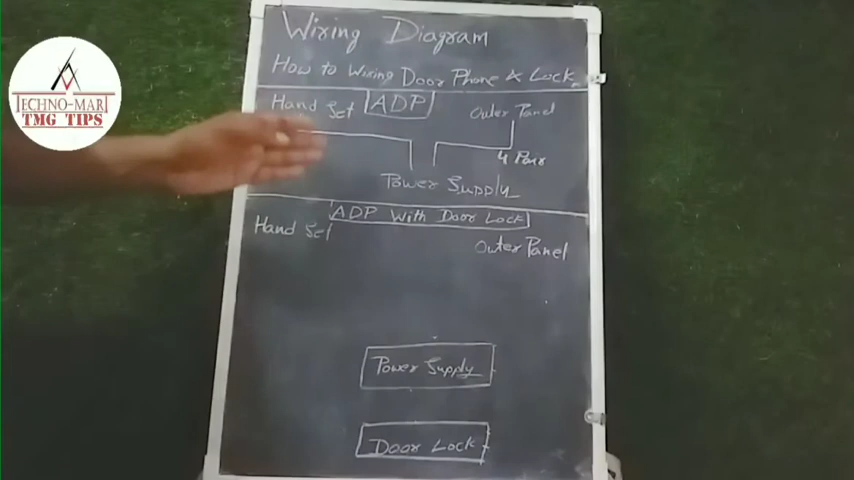 Wiring Diagram
How to Wiring Door Phone & Lock
TECHNO-MART
TMG TIPS
Hand Set ADP Outer Panel
4 Pair
Power Supply
ADP With Door Lock
Hand Set
Outer Panel
Power Supply
Door Lock